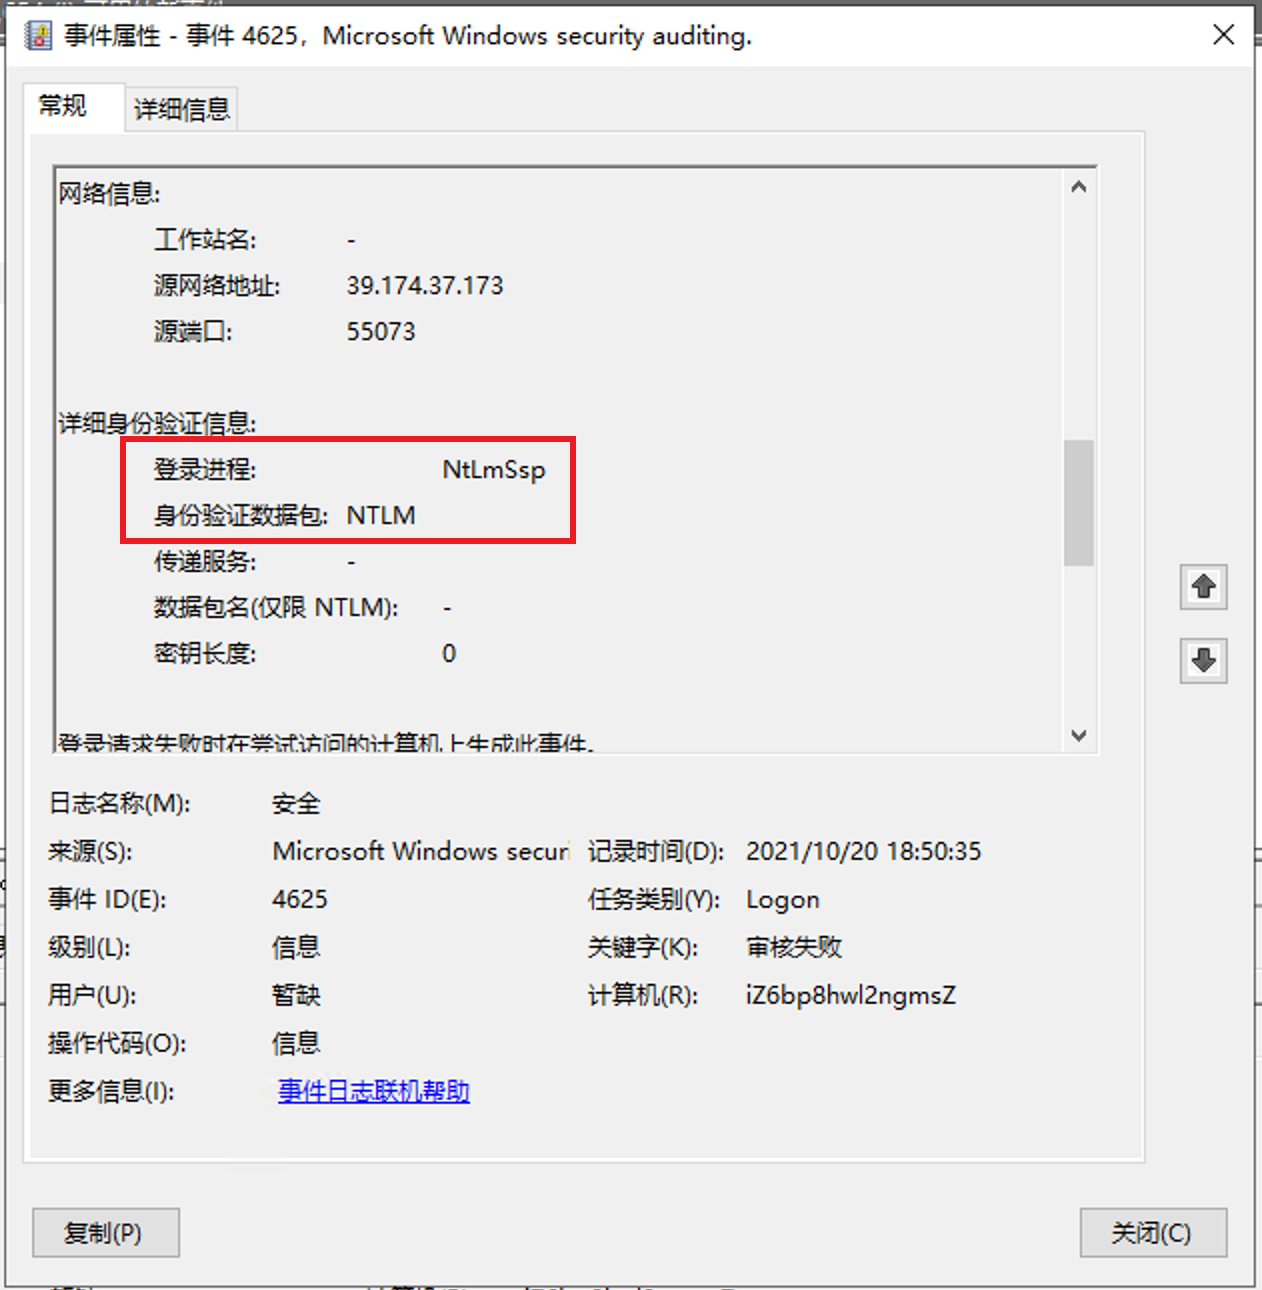 事件属性 - 事件 4625，Microsoft Windows security auditing.
常规
详细信息
网络信息:
工作站名: -
源网络地址: 39.174.37.173
源端口: 55073
详细身份验证信息:
登录进程: NtLmSsp
身份验证数据包: NTLM
传递服务: -
数据包名(仅限 NTLM): -
密钥长度: 0
登录请求失败时在尝试访问的计算机上生成此事件。
日志名称(M): 安全
来源(S): Microsoft Windows securi 记录时间(D): 2021/10/20 18:50:35
事件 ID(E): 4625 任务类别(Y): Logon
级别(L): 信息 关键字(K): 审核失败
用户(U): 暂缺 计算机(R): iZ6bp8hwl2ngmsZ
操作代码(O): 信息
更多信息(I): 事件日志联机帮助
复制(P)
关闭(C)